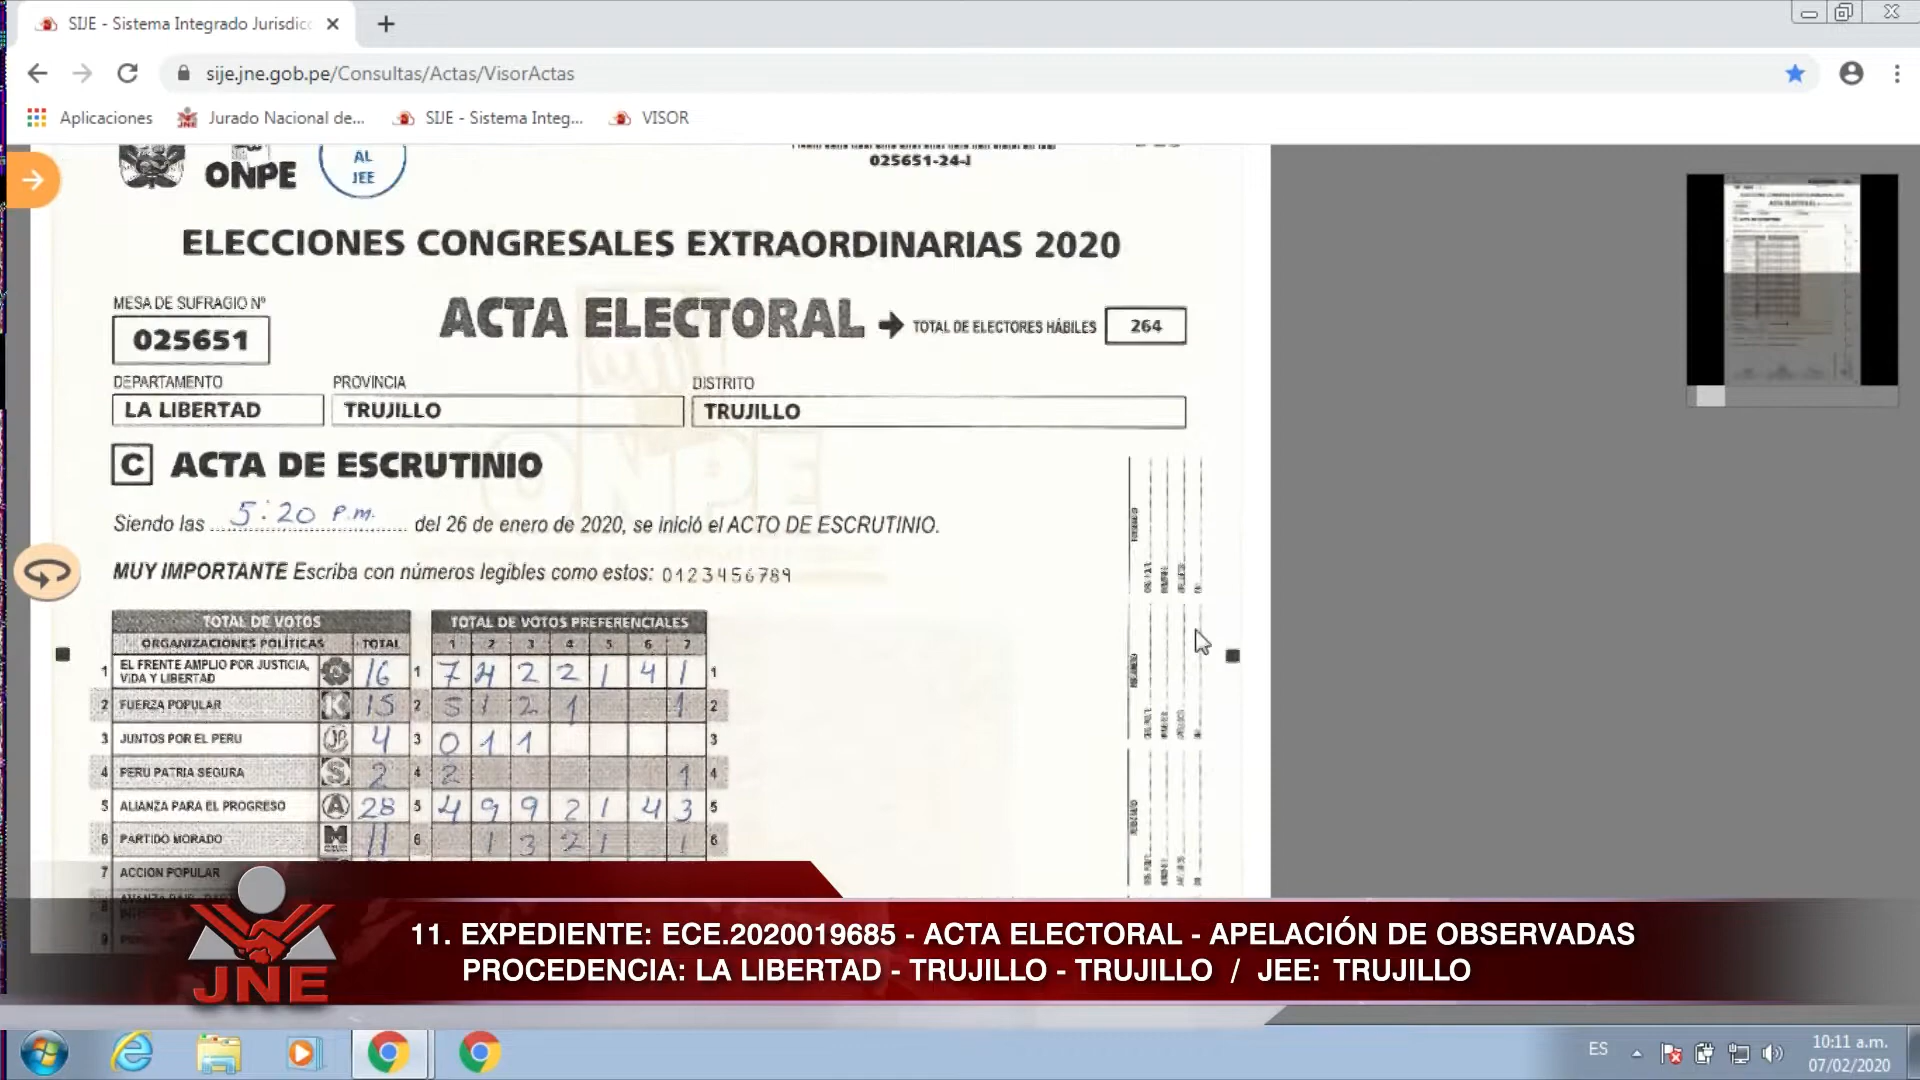 SIJE - Sistema Integrado Jurisdicc
sije.jne.gob.pe/Consultas/Actas/VisorActas
Aplicaciones
Jurado Nacional de...
SIJE - Sistema Integ...
VISOR
ONPE
AL
JEE
025651-24-J
ELECCIONES CONGRESALES EXTRAORDINARIAS 2020
MESA DE SUFRAGIO Nº
025651
ACTA ELECTORAL
TOTAL DE ELECTORES HÁBILES
264
DEPARTAMENTO PROVINCIA DISTRITO
LA LIBERTAD TRUJILLO TRUJILLO
C ACTA DE ESCRUTINIO
Siendo las 5:20 P.m. del 26 de enero de 2020, se inició el ACTO DE ESCRUTINIO.
MUY IMPORTANTE Escriba con números legibles como estos: 0123456789
TOTAL DE VOTOS TOTAL DE VOTOS PREFERENCIALES
ORGANIZACIONES POLÍTICAS TOTAL 1 2 3 4 5 6 7
1 EL FRENTE AMPLIO POR JUSTICIA, VIDA Y LIBERTAD 16 1 7 4 2 2 1 4 1 1
2 FUERZA POPULAR K 15 2 5 1 2 1 1 2
3 JUNTOS POR EL PERU JP 4 3 0 1 1 3
4 PERU PATRIA SEGURA S 2 4 2 1 4
5 ALIANZA PARA EL PROGRESO A 28 5 4 9 9 2 1 4 3 5
6 PARTIDO MORADO M 11 6 1 3 2 1 1 6
7 ACCION POPULAR
JNE
11. EXPEDIENTE: ECE.2020019685 - ACTA ELECTORAL - APELACIÓN DE OBSERVADAS
PROCEDENCIA: LA LIBERTAD - TRUJILLO - TRUJILLO / JEE: TRUJILLO
ES
10:11 a.m.
07/02/2020